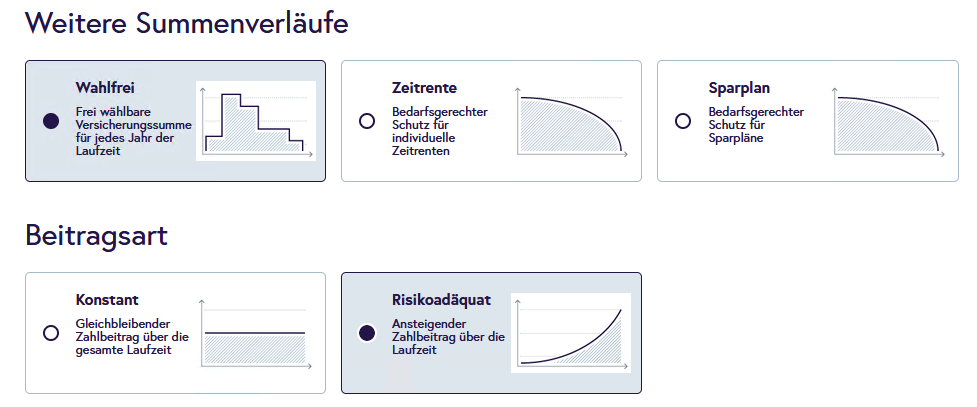 Weitere Summenverläufe
Wahlfrei
Frei wählbare
Versicherungssumme
für jedes Jahr der
Laufzeit
Zeitrente
Bedarfsgerechter
Schutz für
individuelle
Zeitrenten
Sparplan
Bedarfsgerechter
Schutz für
Sparpläne
Beitragsart
Konstant
Gleichbleibender
Zahlbeitrag über die
gesamte Laufzeit
Risikoadäquat
Ansteigender
Zahlbeitrag über die
Laufzeit